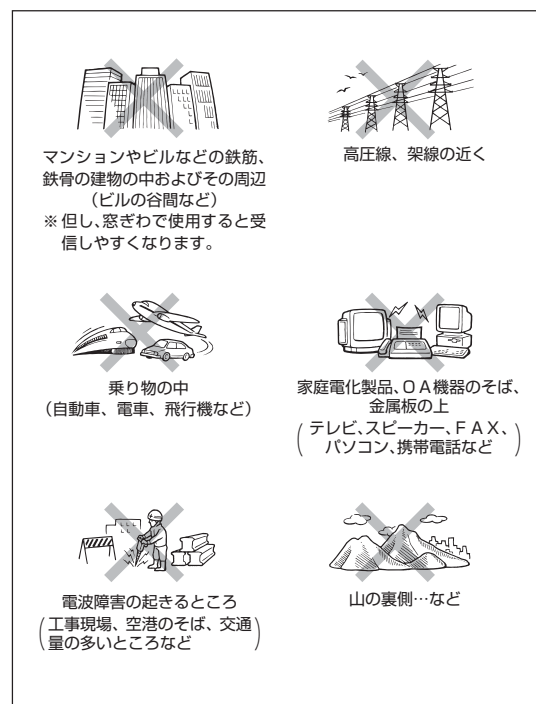 マンションやビルなどの鉄筋、
鉄骨の建物の中およびその周辺
(ビルの谷間など)
※但し、窓ぎわで使用すると受
信しやすくなります。
高圧線、架線の近く
乗り物の中
(自動車、電車、飛行機など)
家庭電化製品、OA機器のそば、
金属板の上
(テレビ、スピーカー、FAX、
パソコン、携帯電話など)
電波障害の起きるところ
(工事現場、空港のそば、交通
量の多いところなど)
山の裏側…など